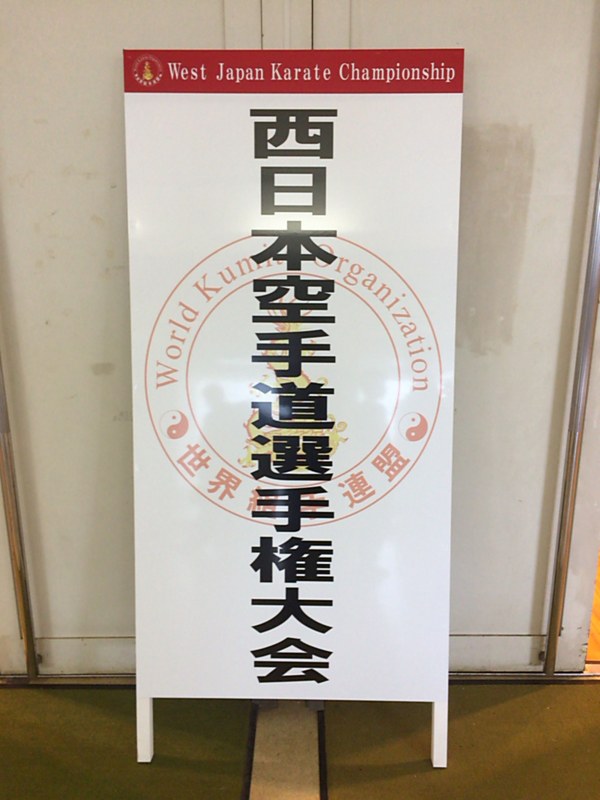 West Japan Karate Championship
西日本空手道選手権大会
World Kumite Organization
世界組手連盟